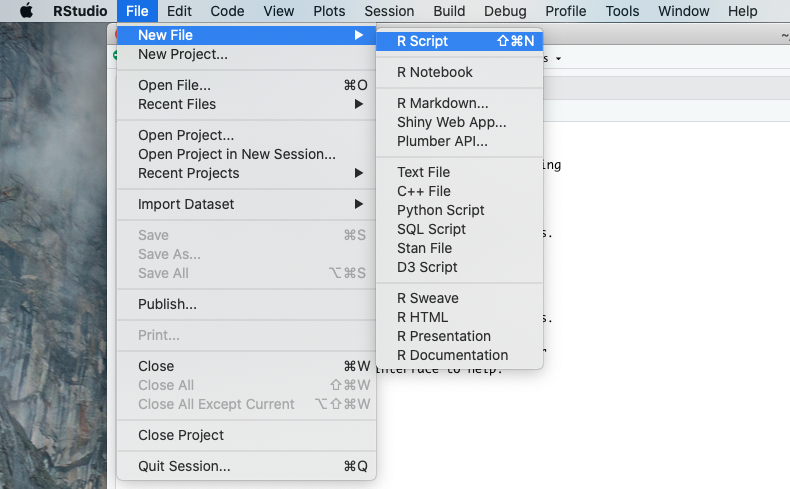 RStudio File Edit Code View Plots Session Build Debug Profile Tools Window Help
New File
New Project...
Open File... ⌘O
Recent Files
Open Project...
Open Project in New Session...
Recent Projects
Import Dataset
Save ⌘S
Save As...
Save All ⌥⌘S
Publish...
Print...
Close ⌘W
Close All ⇧⌘W
Close All Except Current ⌥⇧⌘W
Close Project
Quit Session... ⌘Q
R Script ⇧⌘N
R Notebook
R Markdown...
Shiny Web App...
Plumber API...
Text File
C++ File
Python Script
SQL Script
Stan File
D3 Script
R Sweave
R HTML
R Presentation
R Documentation
~/
s
ing
s.
s.
interface to help.